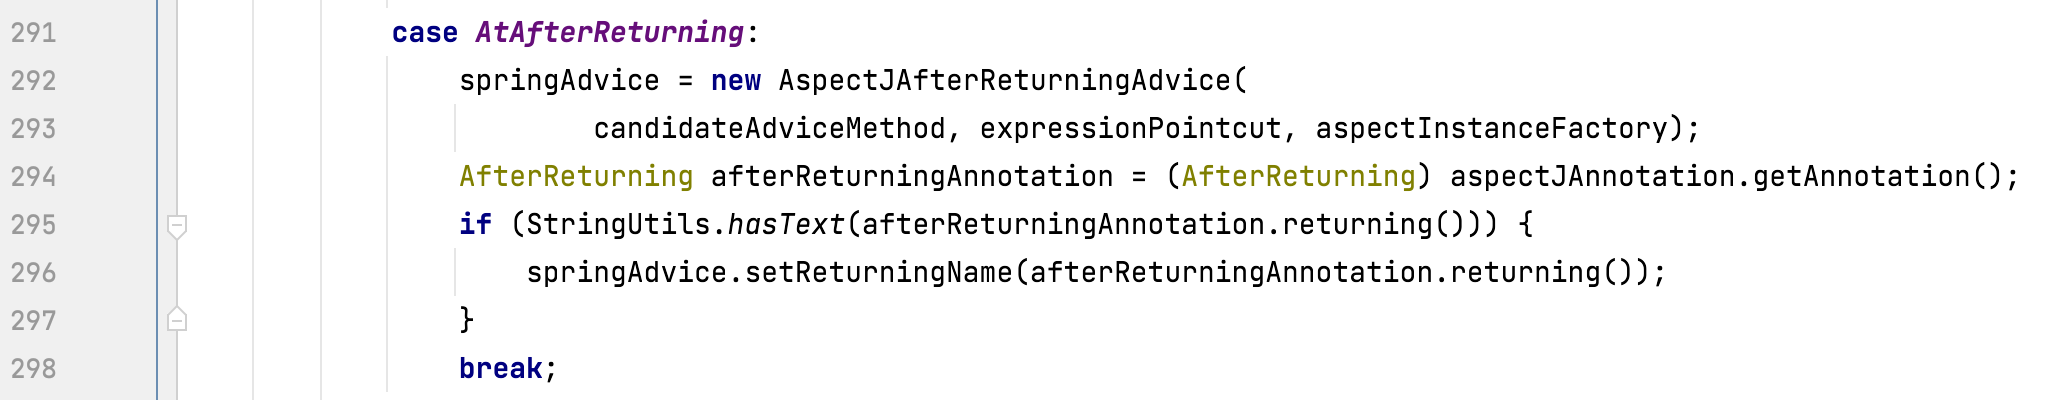 291 case AtAfterReturning:
292 springAdvice = new AspectJAfterReturningAdvice(
293 candidateAdviceMethod, expressionPointcut, aspectInstanceFactory);
294 AfterReturning afterReturningAnnotation = (AfterReturning) aspectJAnnotation.getAnnotation();
295 if (StringUtils.hasText(afterReturningAnnotation.returning())) {
296 springAdvice.setReturningName(afterReturningAnnotation.returning());
297 }
298 break;